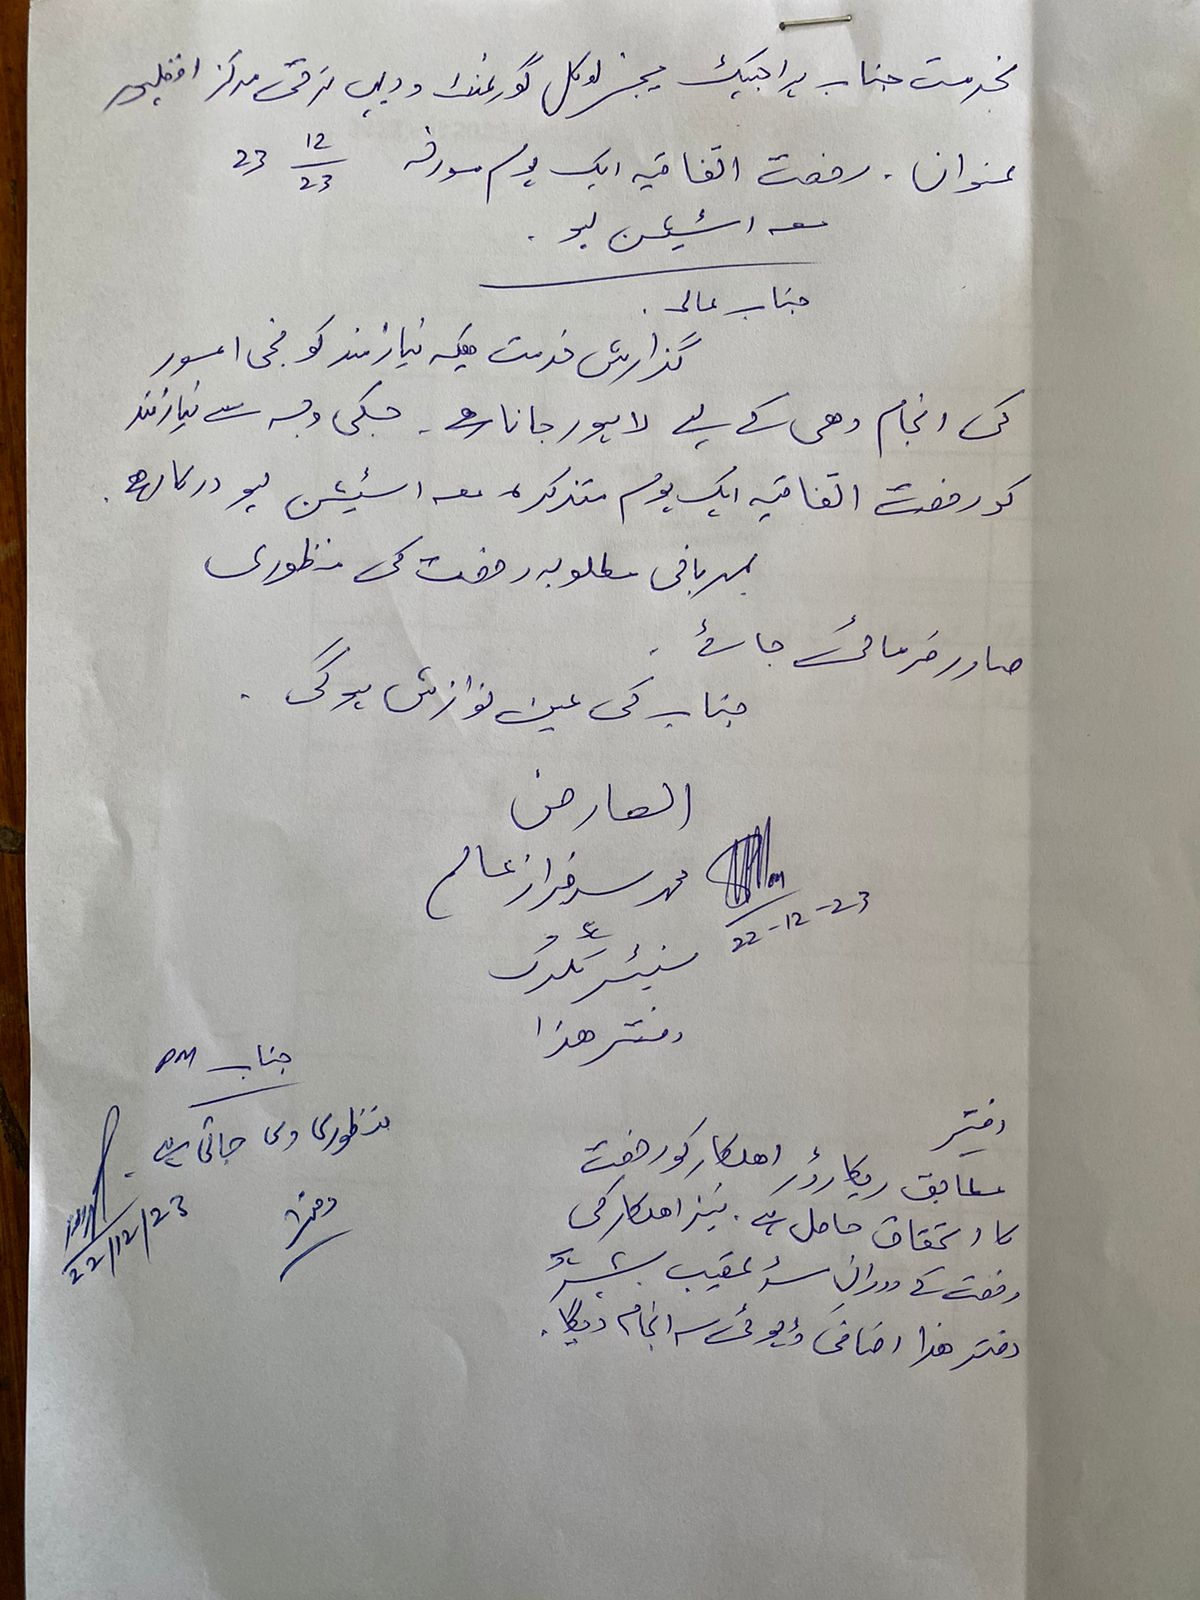 بخدمت جناب پراجیکٹ منیجر لوکل گورنمنٹ و دیہی ترقی مرکز افضلپور
عنوان۔ رخصت اتفاقیہ ایک یوم مورخہ 23/12 23
معہ اسٹیشن لیو۔
جناب عالی۔
گذارش خدمت ھیکہ نیازمند کو نجی امور
کی انجام دھی کے لیے لاہور جانا ہے۔ جسکی وجہ سے نیازمند
کو رخصت اتفاقیہ ایک یوم متذکرہ معہ اسٹیشن لیو درکار ہے۔
بمہربانی مطلوبہ رخصت کی منظوری
صادر فرمائی جائے۔
جناب کی عین نوازش ہوگی۔
العارض
محمد سرفراز عالم
22-12-23
سنیئر کلرک
دفتر ھذا
جناب PM
منظوری دی جاتی ہے۔
دفتر
22/12/23
دفتر
مطابق ریکارڈ اھلکار کو رخصت
کا استحقاق حاصل ہے۔ نیز اھلکار کی
رخصت کے دوران عقیب بشیر
دفتر ھذا اضافی ڈیوٹی سرانجام دیگا۔